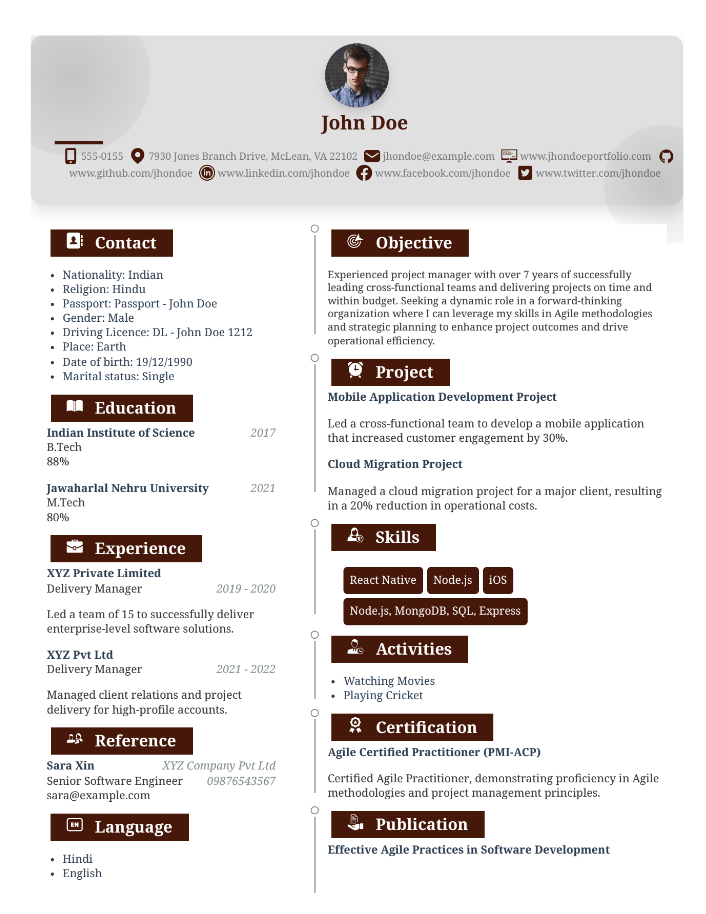 John Doe
555-0155 7930 Jones Branch Drive, McLean, VA 22102 jhondoe@example.com www.jhondoeportfolio.com
www.github.com/jhondoe www.linkedin.com/jhondoe www.facebook.com/jhondoe www.twitter.com/jhondoe
Contact
Nationality: Indian
Religion: Hindu
Passport: Passport - John Doe
Gender: Male
Driving Licence: DL - John Doe 1212
Place: Earth
Date of birth: 19/12/1990
Marital status: Single
Education
Indian Institute of Science 2017
B.Tech
88%
Jawaharlal Nehru University 2021
M.Tech
80%
Experience
XYZ Private Limited
Delivery Manager 2019 - 2020
Led a team of 15 to successfully deliver
enterprise-level software solutions.
XYZ Pvt Ltd
Delivery Manager 2021 - 2022
Managed client relations and project
delivery for high-profile accounts.
Reference
Sara Xin XYZ Company Pvt Ltd
Senior Software Engineer 09876543567
sara@example.com
EN Language
Hindi
English
Objective
Experienced project manager with over 7 years of successfully
leading cross-functional teams and delivering projects on time and
within budget. Seeking a dynamic role in a forward-thinking
organization where I can leverage my skills in Agile methodologies
and strategic planning to enhance project outcomes and drive
operational efficiency.
Project
Mobile Application Development Project
Led a cross-functional team to develop a mobile application
that increased customer engagement by 30%.
Cloud Migration Project
Managed a cloud migration project for a major client, resulting
in a 20% reduction in operational costs.
Skills
React Native Node.js iOS
Node.js, MongoDB, SQL, Express
Activities
Watching Movies
Playing Cricket
Certification
Agile Certified Practitioner (PMI-ACP)
Certified Agile Practitioner, demonstrating proficiency in Agile
methodologies and project management principles.
Publication
Effective Agile Practices in Software Development